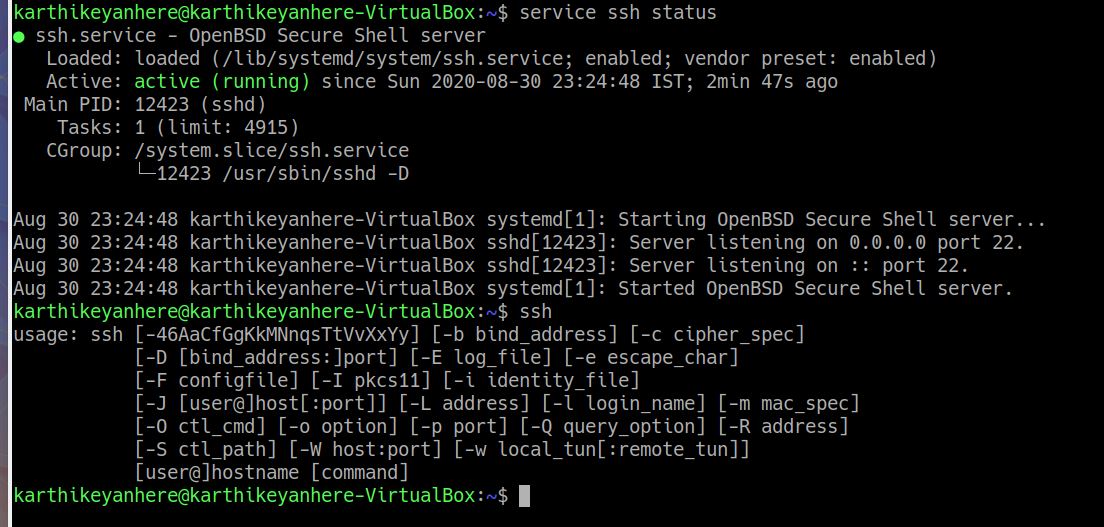 karthikeyanhere@karthikeyanhere-VirtualBox:~$ service ssh status
● ssh.service - OpenBSD Secure Shell server
   Loaded: loaded (/lib/systemd/system/ssh.service; enabled; vendor preset: enabled)
   Active: active (running) since Sun 2020-08-30 23:24:48 IST; 2min 47s ago
 Main PID: 12423 (sshd)
    Tasks: 1 (limit: 4915)
   CGroup: /system.slice/ssh.service
           └─12423 /usr/sbin/sshd -D

Aug 30 23:24:48 karthikeyanhere-VirtualBox systemd[1]: Starting OpenBSD Secure Shell server...
Aug 30 23:24:48 karthikeyanhere-VirtualBox sshd[12423]: Server listening on 0.0.0.0 port 22.
Aug 30 23:24:48 karthikeyanhere-VirtualBox sshd[12423]: Server listening on :: port 22.
Aug 30 23:24:48 karthikeyanhere-VirtualBox systemd[1]: Started OpenBSD Secure Shell server.
karthikeyanhere@karthikeyanhere-VirtualBox:~$ ssh
usage: ssh [-46AaCfGgKkMNnqsTtVvXxYy] [-b bind_address] [-c cipher_spec]
           [-D [bind_address:]port] [-E log_file] [-e escape_char]
           [-F configfile] [-I pkcs11] [-i identity_file]
           [-J [user@]host[:port]] [-L address] [-l login_name] [-m mac_spec]
           [-O ctl_cmd] [-o option] [-p port] [-Q query_option] [-R address]
           [-S ctl_path] [-W host:port] [-w local_tun[:remote_tun]]
           [user@]hostname [command]
karthikeyanhere@karthikeyanhere-VirtualBox:~$